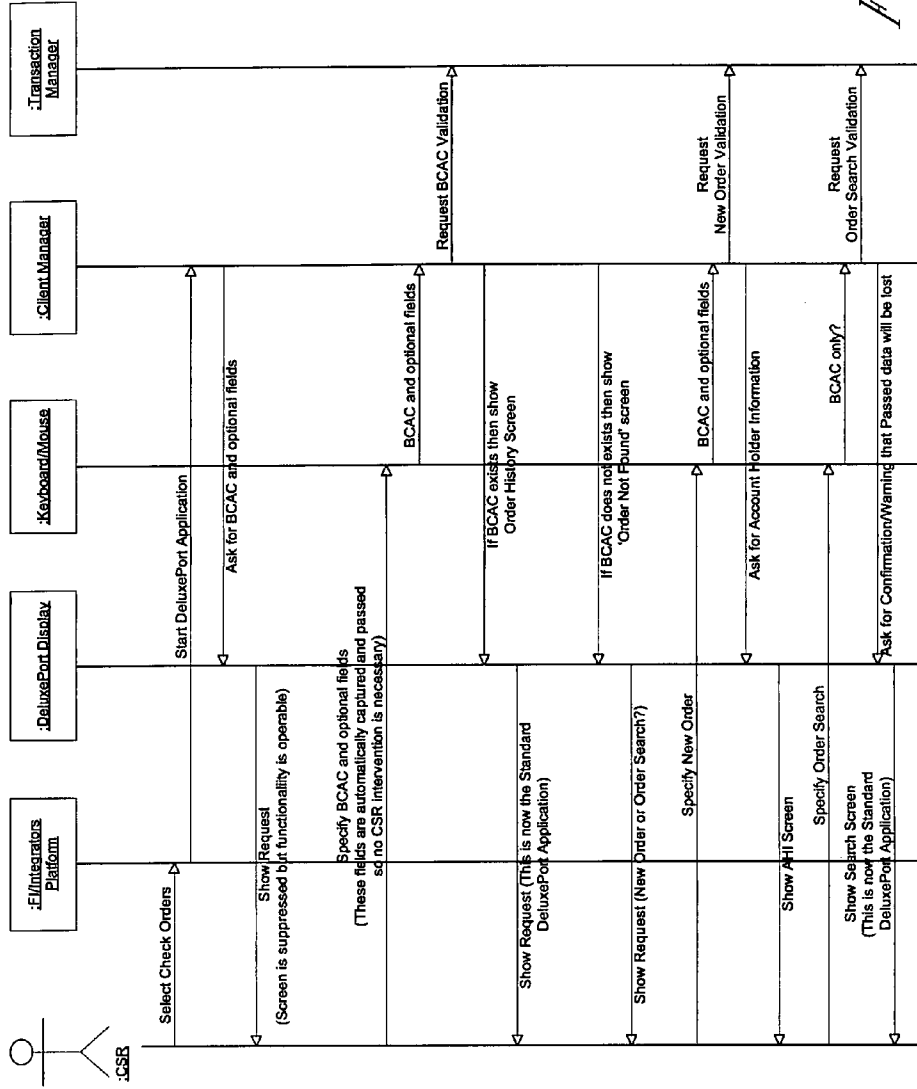 :CSR
:FI/Integrators
Platform
:DeluxePort Display
:Keyboard/Mouse
:Client Manager
:Transaction
Manager
Select Check Orders
Start DeluxePort Application
Ask for BCAC and optional fields
Show Request
(Screen is suppressed but functionality is operable)
Specify BCAC and optional fields
(These fields are automatically captured and passed
so no CSR intervention is necessary)
BCAC and optional fields
Request BCAC Validation
If BCAC exists then show
Order History Screen
Show Request (This is now the Standard
DeluxePort Application)
If BCAC does not exists then show
'Order Not Found' screen
Show Request (New Order or Order Search?)
Specify New Order
BCAC and optional fields
Request
New Order Validation
Ask for Account Holder Information
Show AHI Screen
Specify Order Search
BCAC only?
Request
Order Search Validation
Ask for Confirmation/Warning that Passed data will be lost
Show Search Screen
(This is now the Standard
DeluxePort Application)